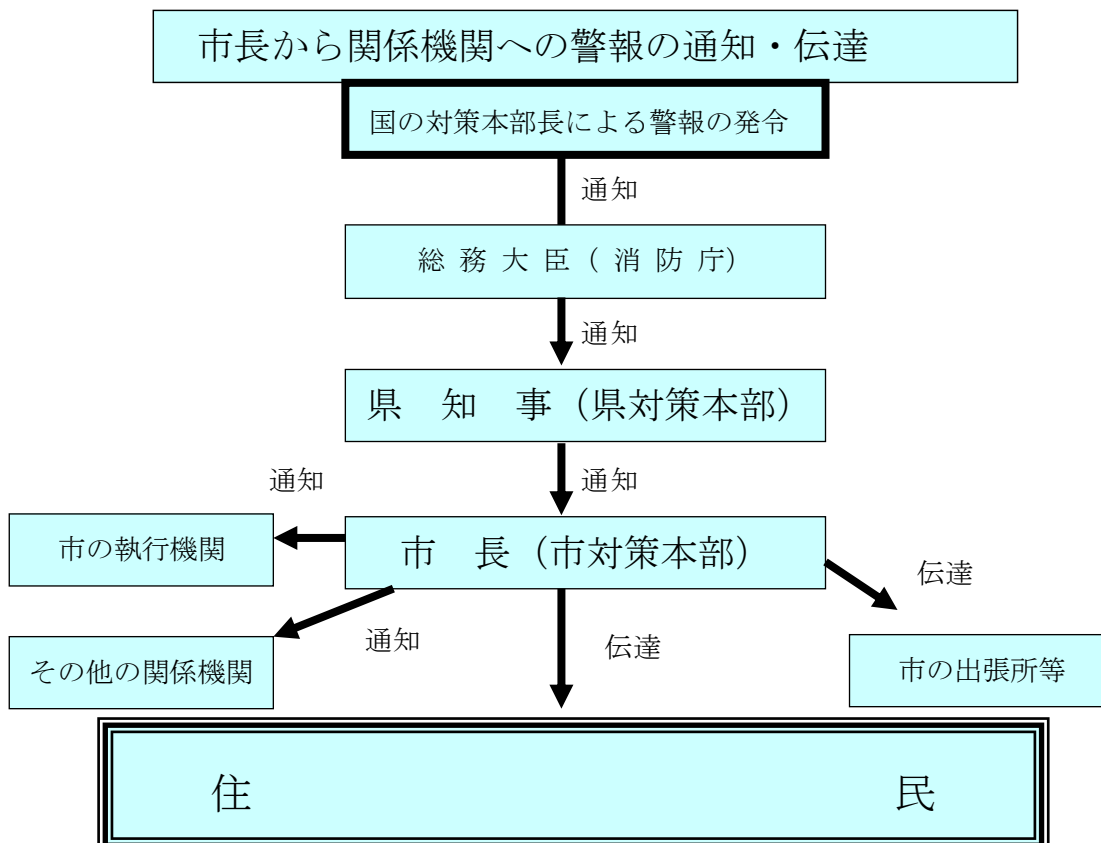 市長から関係機関への警報の通知・伝達
国の対策本部長による警報の発令
通知
総 務 大 臣 （ 消 防 庁）
通知
県　知　事（県対策本部）
通知
通知
市の執行機関
市　長（市対策本部）
伝達
通知
伝達
その他の関係機関
市の出張所等
住　民